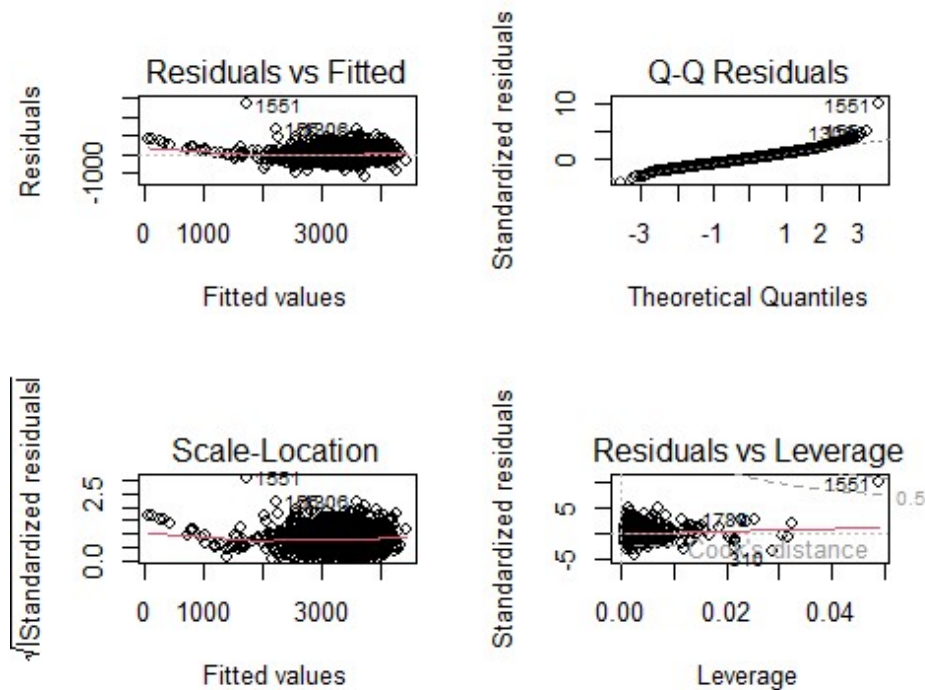 Residuals vs Fitted
Residuals
-1000
1551
0 1000 3000
Fitted values
Q-Q Residuals
Standardized residuals
10
0
1551
-3 -1 1 2 3
Theoretical Quantiles
Scale-Location
√|Standardized residuals|
2.5
0.0
1551
0 1000 3000
Fitted values
Residuals vs Leverage
Standardized residuals
5
-5
1551
0.5
Cook's distance
310
0.00 0.02 0.04
Leverage